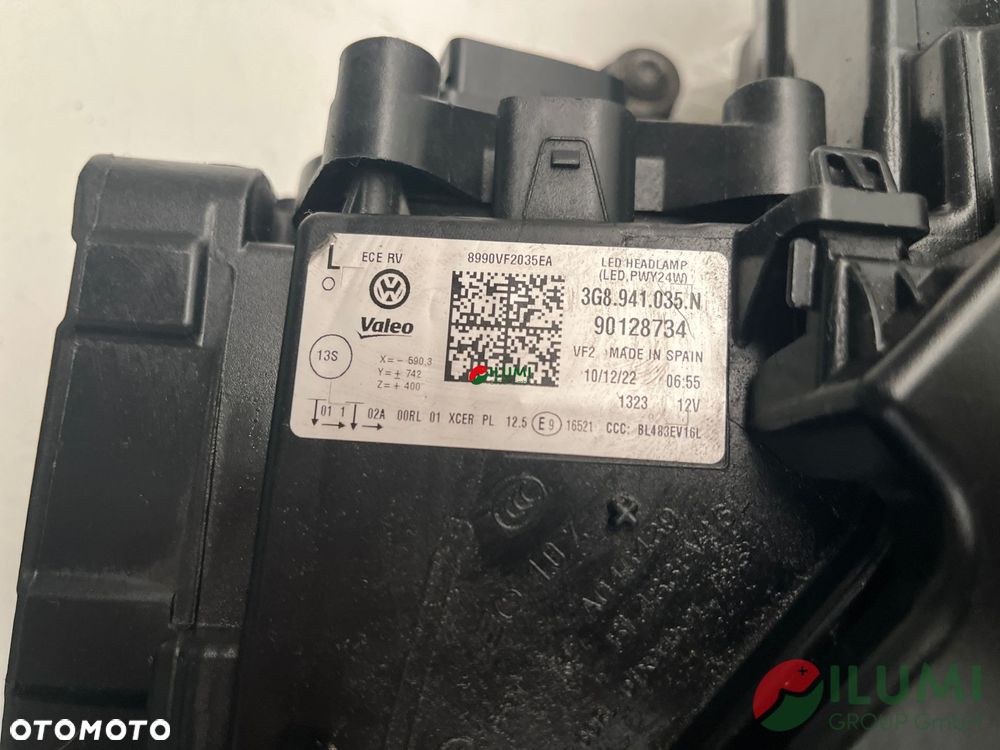 L
ECE RV
8990VF2035EA
LED HEADLAMP
(LED,PWY24W)
3G8.941.035.N
90128734
Valeo
VF2 MADE IN SPAIN
13S
X= - 590,3
Y= ± 742
Z= + 400
10/12/22 06:55
1323 12V
01 1 02A 00RL 01 XCER PL 12.5 E9 16521 CCC: BL483EV16L
ILUMI
ILUMI
GROUP GmbH
OTOMOTO